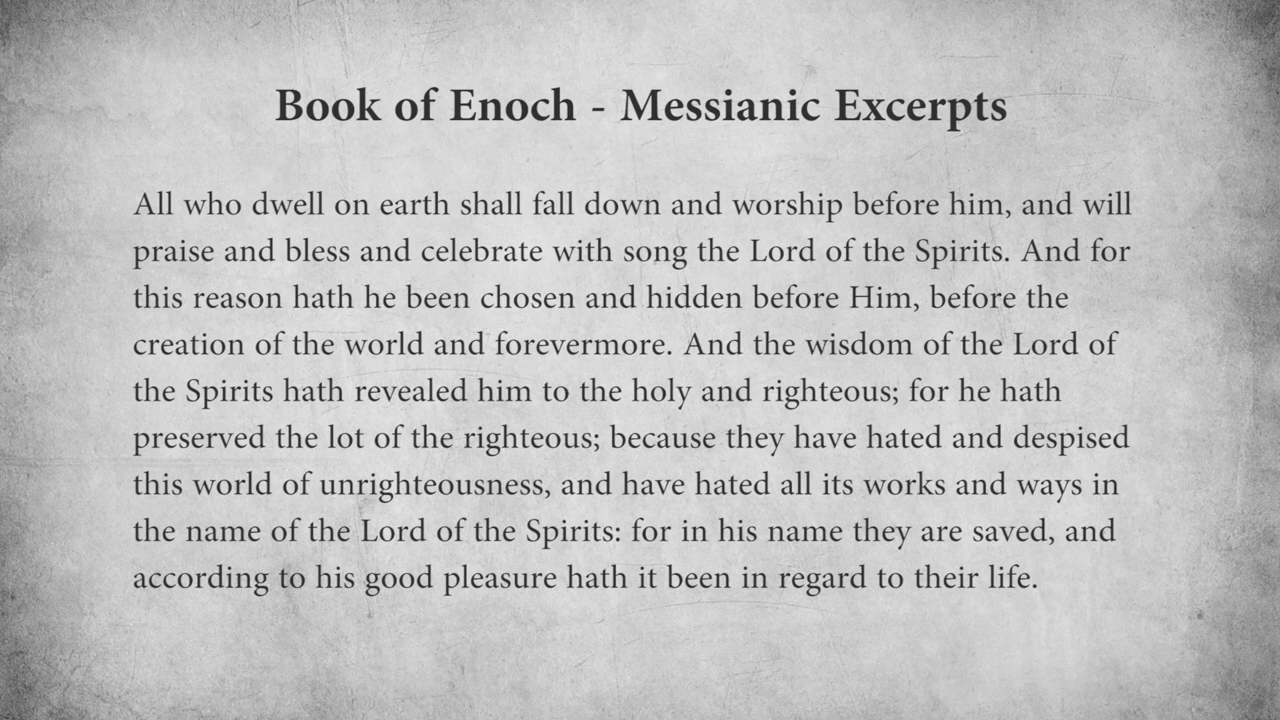 Book of Enoch - Messianic Excerpts
All who dwell on earth shall fall down and worship before him, and will
praise and bless and celebrate with song the Lord of the Spirits. And for
this reason hath he been chosen and hidden before Him, before the
creation of the world and forevermore. And the wisdom of the Lord of
the Spirits hath revealed him to the holy and righteous; for he hath
preserved the lot of the righteous; because they have hated and despised
this world of unrighteousness, and have hated all its works and ways in
the name of the Lord of the Spirits: for in his name they are saved, and
according to his good pleasure hath it been in regard to their life.